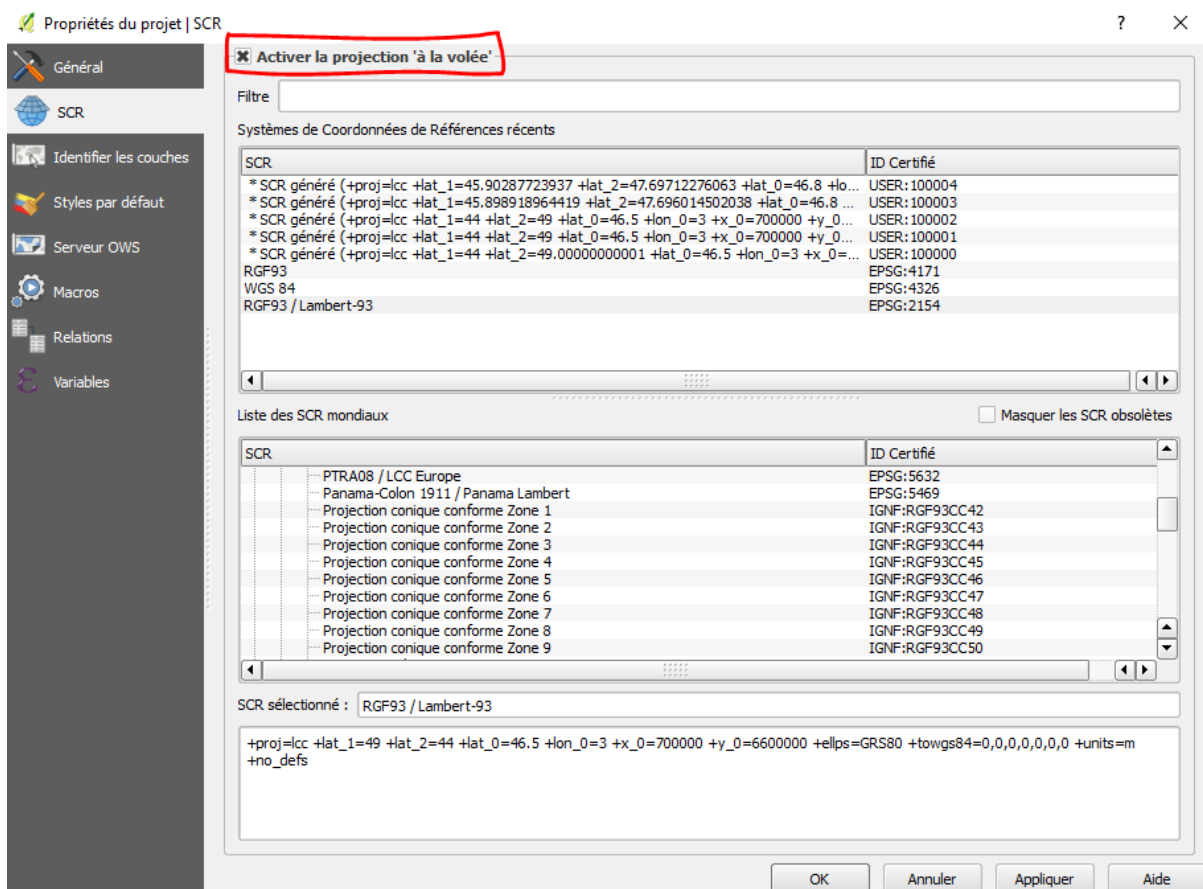 Propriétés du projet | SCR
?
Général
SCR
Identifier les couches
Styles par défaut
Serveur OWS
Macros
Relations
Variables
Activer la projection 'à la volée'
Filtre
Systèmes de Coordonnées de Références récents
SCR ID Certifié
* SCR généré (+proj=lcc +lat_1=45.90287723937 +lat_2=47.69712276063 +lat_0=46.8 +lo... USER:100004
* SCR généré (+proj=lcc +lat_1=45.898918964419 +lat_2=47.696014502038 +lat_0=46.8 ... USER:100003
* SCR généré (+proj=lcc +lat_1=44 +lat_2=49 +lat_0=46.5 +lon_0=3 +x_0=700000 +y_0... USER:100002
* SCR généré (+proj=lcc +lat_1=44 +lat_2=49 +lat_0=46.5 +lon_0=3 +x_0=700000 +y_0... USER:100001
* SCR généré (+proj=lcc +lat_1=44 +lat_2=49.00000000001 +lat_0=46.5 +lon_0=3 +x_0=... USER:100000
RGF93 EPSG:4171
WGS 84 EPSG:4326
RGF93 / Lambert-93 EPSG:2154
Liste des SCR mondiaux
Masquer les SCR obsolètes
SCR ID Certifié
PTRA08 / LCC Europe EPSG:5632
Panama-Colon 1911 / Panama Lambert EPSG:5469
Projection conique conforme Zone 1 IGNF:RGF93CC42
Projection conique conforme Zone 2 IGNF:RGF93CC43
Projection conique conforme Zone 3 IGNF:RGF93CC44
Projection conique conforme Zone 4 IGNF:RGF93CC45
Projection conique conforme Zone 5 IGNF:RGF93CC46
Projection conique conforme Zone 6 IGNF:RGF93CC47
Projection conique conforme Zone 7 IGNF:RGF93CC48
Projection conique conforme Zone 8 IGNF:RGF93CC49
Projection conique conforme Zone 9 IGNF:RGF93CC50
SCR sélectionné : RGF93 / Lambert-93
+proj=lcc +lat_1=49 +lat_2=44 +lat_0=46.5 +lon_0=3 +x_0=700000 +y_0=6600000 +ellps=GRS80 +towgs84=0,0,0,0,0,0,0 +units=m
+no_defs
OK Annuler Appliquer Aide